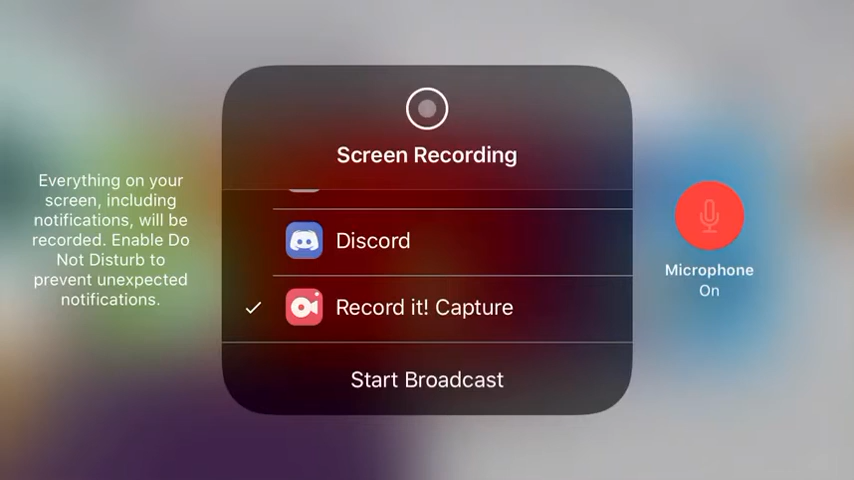 Screen Recording
Everything on your
screen, including
notifications, will be
recorded. Enable Do
Not Disturb to
prevent unexpected
notifications.
Discord
Record it! Capture
Start Broadcast
Microphone
On